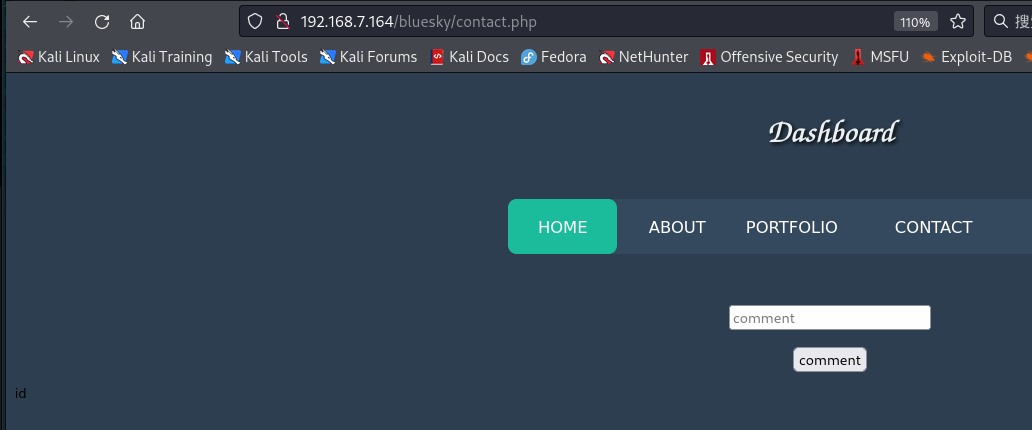 192.168.7.164/bluesky/contact.php 110% 搜
Kali Linux Kali Training Kali Tools Kali Forums Kali Docs Fedora NetHunter Offensive Security MSFU Exploit-DB
Dashboard
HOME ABOUT PORTFOLIO CONTACT
comment
comment
id